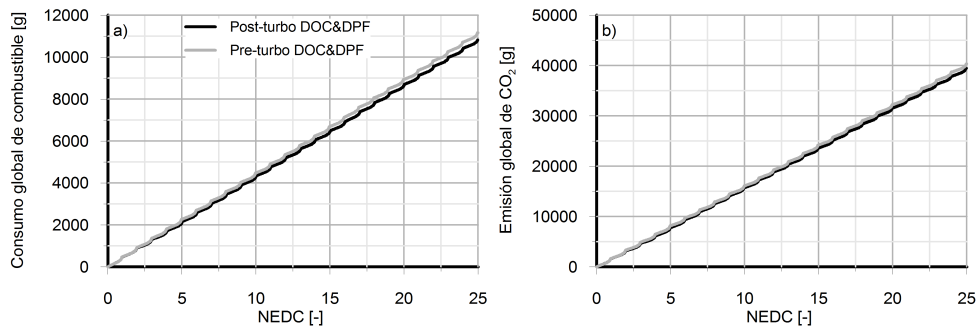 12000
10000
8000
6000
4000
2000
0
Consumo global de combustible [g]
a)
Post-turbo DOC&DPF
Pre-turbo DOC&DPF
0 5 10 15 20 25
NEDC [-]
50000
40000
30000
20000
10000
0
Emisión global de CO₂ [g]
b)
0 5 10 15 20 25
NEDC [-]